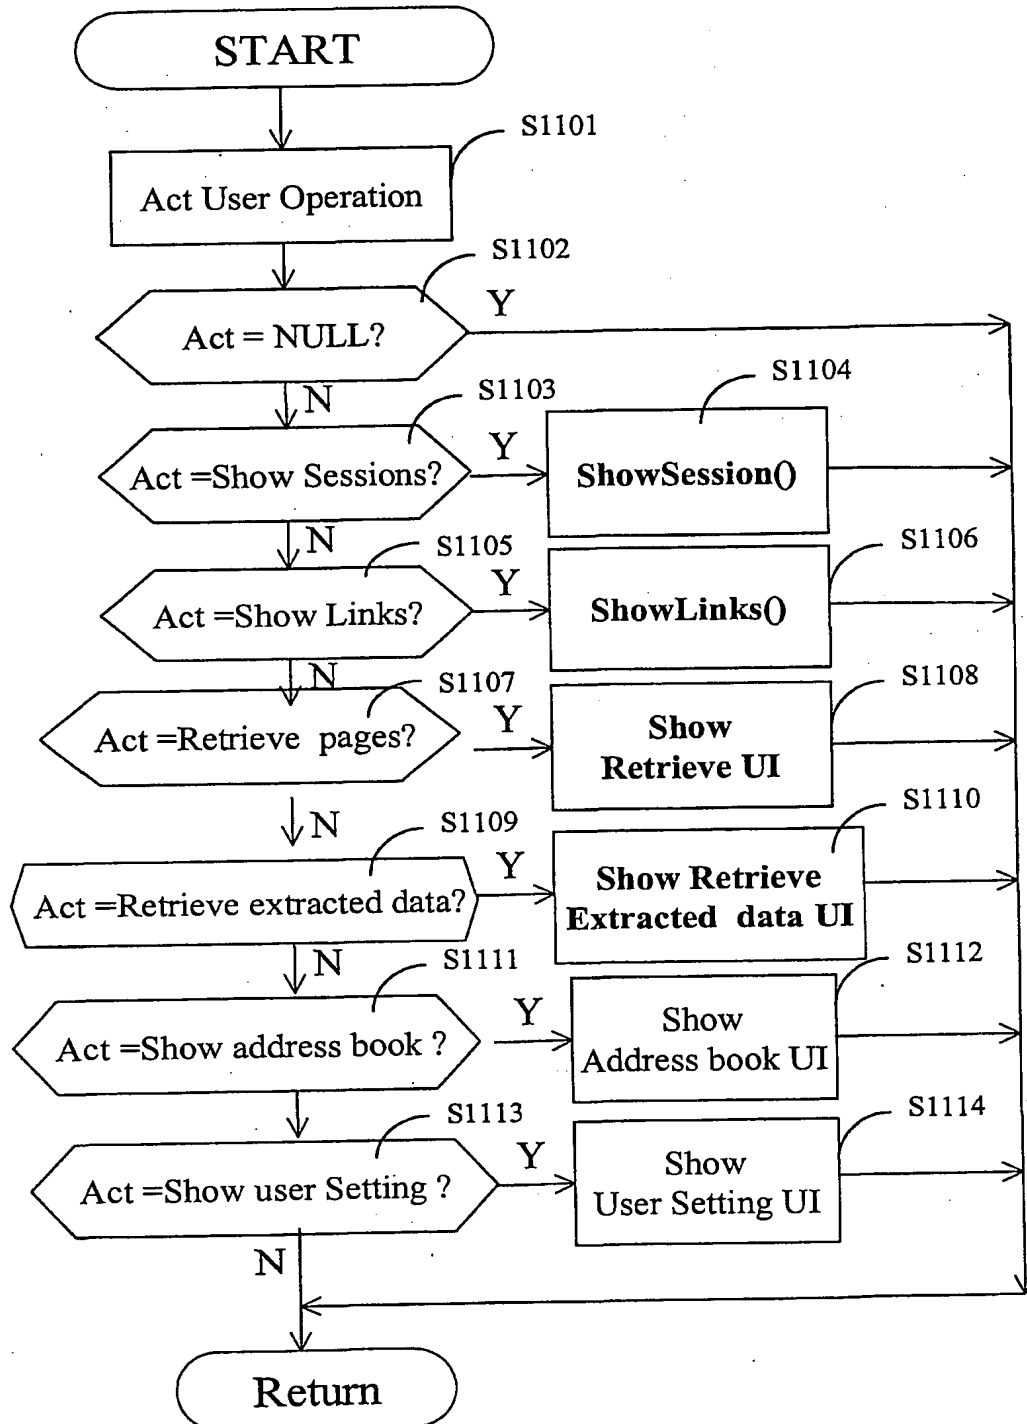 START
S1101
Act User Operation
S1102
Act = NULL?
Y
N
S1103
S1104
Act =Show Sessions?
Y
ShowSession()
N
S1105
S1106
Act =Show Links?
Y
ShowLinks()
N
S1107
S1108
Act =Retrieve pages?
Y
Show
Retrieve UI
N
S1109
S1110
Act =Retrieve extracted data?
Y
Show Retrieve
Extracted data UI
N
S1111
S1112
Act =Show address book ?
Y
Show
Address book UI
S1113
S1114
Act =Show user Setting ?
Y
Show
User Setting UI
N
Return